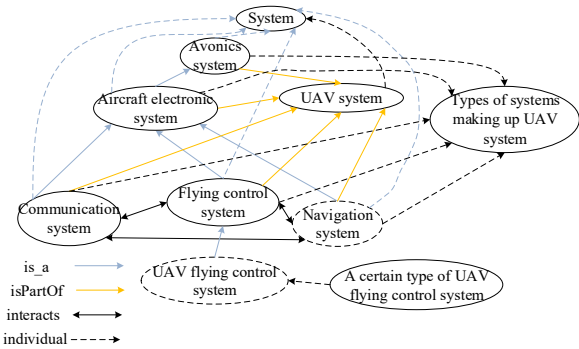 System
Avonics
system
Aircraft electronic
system
UAV system
Types of systems
making up UAV
system
Communication
system
Flying control
system
Navigation
system
UAV flying control
system
A certain type of UAV
flying control system
is_a
isPartOf
interacts
individual